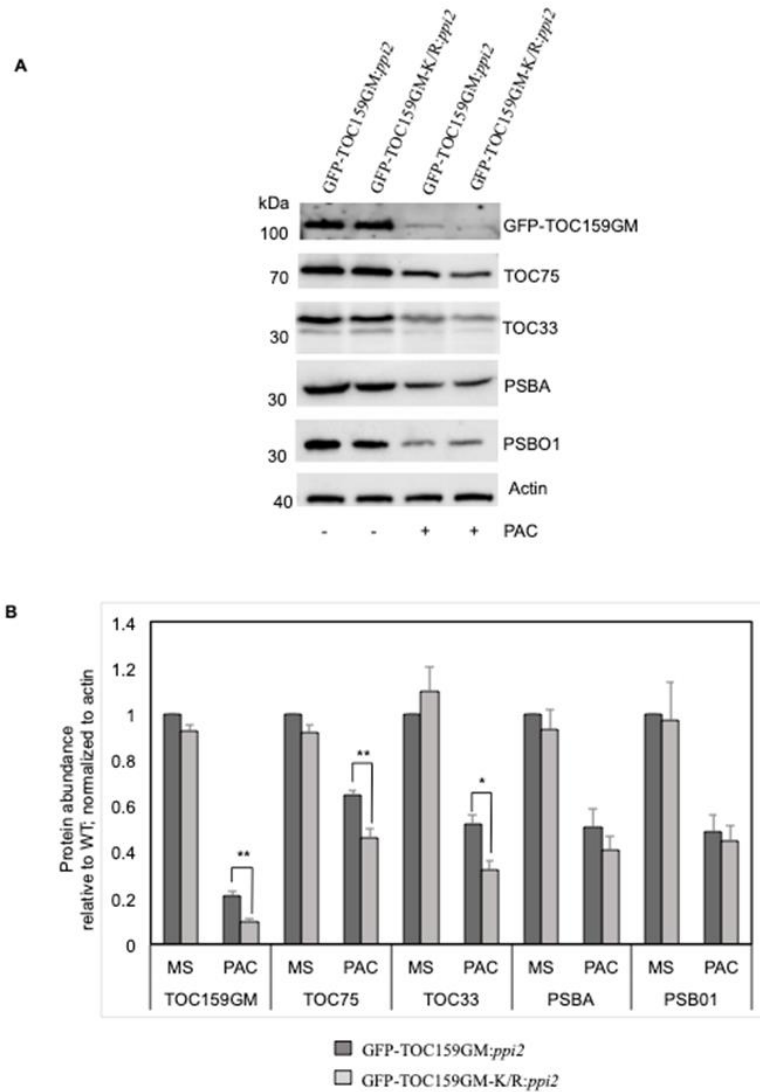 A
GFP-TOC159GM:ppi2
GFP-TOC159GM-K/R:ppi2
GFP-TOC159GM:ppi2
GFP-TOC159GM-K/R:ppi2
kDa
100
GFP-TOC159GM
70
TOC75
30
TOC33
30
PSBA
30
PSBO1
40
Actin
- - + + PAC
B
Protein abundance
relative to WT; normalized to actin
1.4
1.2
1
0.8
0.6
0.4
0.2
0
**
**
*
MS PAC MS PAC MS PAC MS PAC MS PAC
TOC159GM TOC75 TOC33 PSBA PSB01
GFP-TOC159GM:ppi2
GFP-TOC159GM-K/R:ppi2